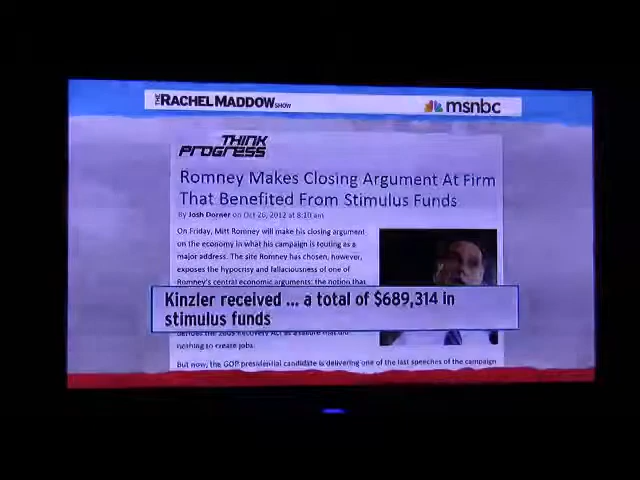 THE RACHEL MADDOW SHOW
msnbc
THINK
PROGRESS
Romney Makes Closing Argument At Firm
That Benefited From Stimulus Funds
By Josh Dorner on Oct 26, 2012 at 8:10 am
On Friday, Mitt Romney will make his closing argument
on the economy in what his campaign is touting as a
major address. The site Romney has chosen, however,
exposes the hypocrisy and fallaciousness of one of
Romney's central economic arguments: the notion that
Kinzler received ... a total of $689,314 in
stimulus funds
nothing to create jobs.
But now, the GOP presidential candidate is delivering one of the last speeches of the campaign